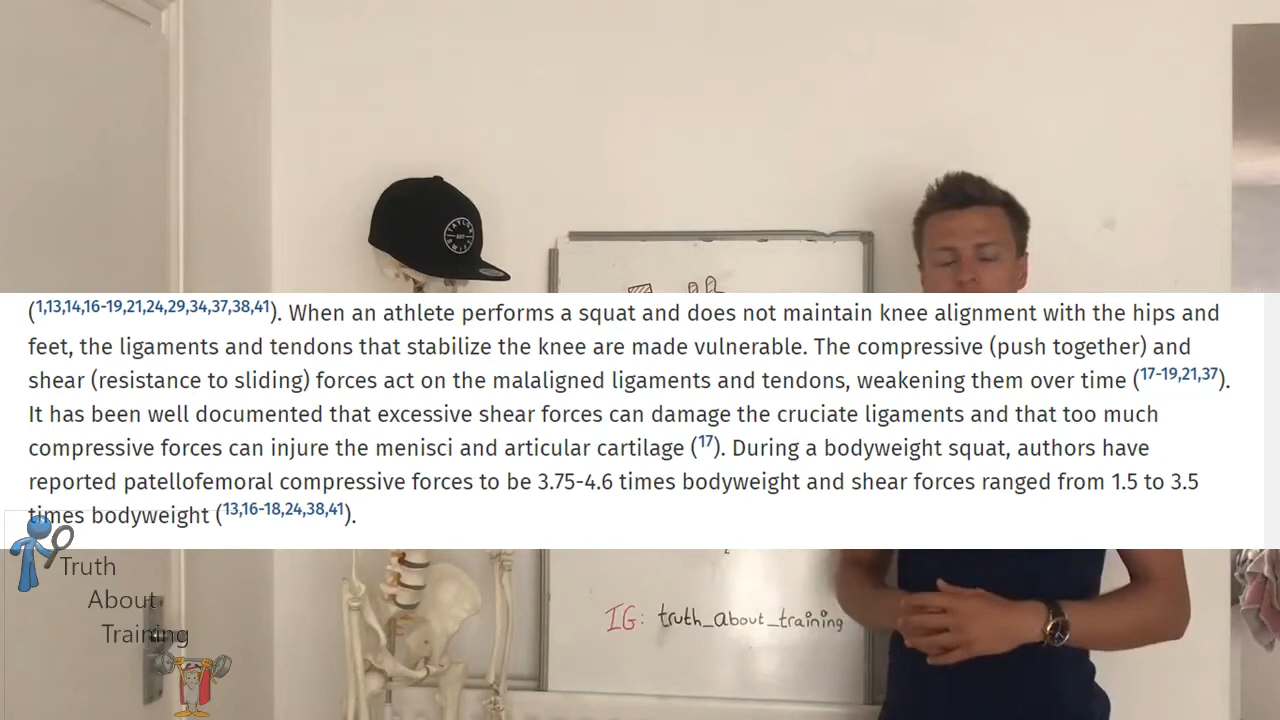 TAYLOR
SWIFT
(1,13,14,16-19,21,24,29,34,37,38,41). When an athlete performs a squat and does not maintain knee alignment with the hips and
feet, the ligaments and tendons that stabilize the knee are made vulnerable. The compressive (push together) and
shear (resistance to sliding) forces act on the malaligned ligaments and tendons, weakening them over time (17-19,21,37).
It has been well documented that excessive shear forces can damage the cruciate ligaments and that too much
compressive forces can injure the menisci and articular cartilage (17). During a bodyweight squat, authors have
reported patellofemoral compressive forces to be 3.75-4.6 times bodyweight and shear forces ranged from 1.5 to 3.5
times bodyweight (13,16-18,24,38,41).
Truth
About
Training
IG: truth_about_training